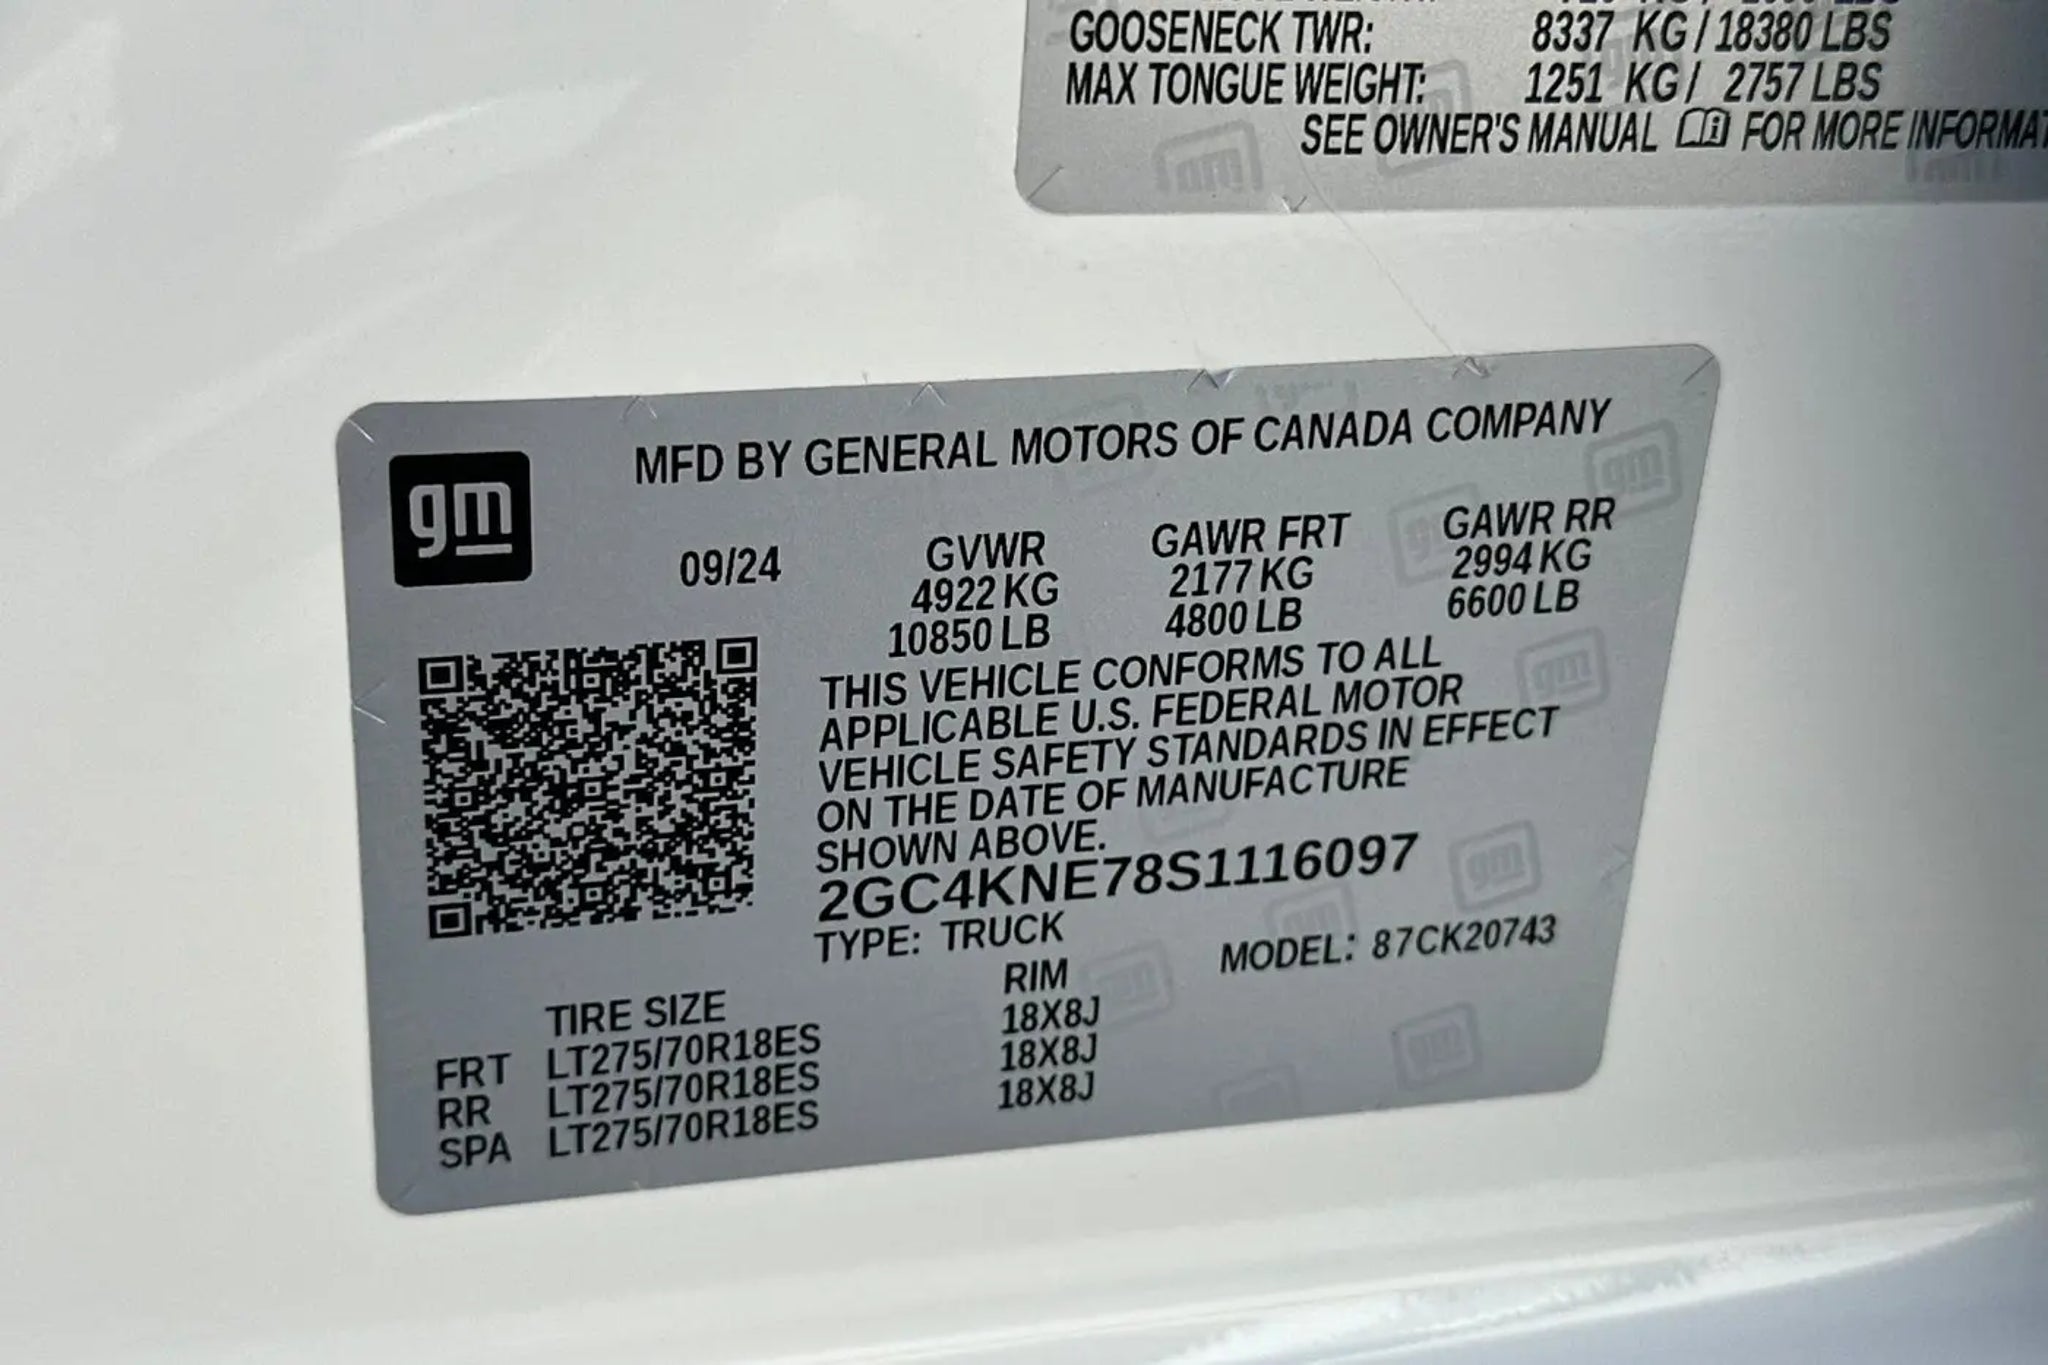 GOOSENECK TWR: 8337 KG / 18380 LBS
MAX TONGUE WEIGHT: 1251 KG / 2757 LBS
SEE OWNER'S MANUAL FOR MORE INFORMAT
gm
MFD BY GENERAL MOTORS OF CANADA COMPANY
09/24 GVWR GAWR FRT GAWR RR
4922 KG 2177 KG 2994 KG
10850 LB 4800 LB 6600 LB
THIS VEHICLE CONFORMS TO ALL
APPLICABLE U.S. FEDERAL MOTOR
VEHICLE SAFETY STANDARDS IN EFFECT
ON THE DATE OF MANUFACTURE
SHOWN ABOVE.
2GC4KNE78S1116097
TYPE: TRUCK MODEL: 87CK20743
TIRE SIZE RIM
FRT LT275/70R18ES 18X8J
RR LT275/70R18ES 18X8J
SPA LT275/70R18ES 18X8J